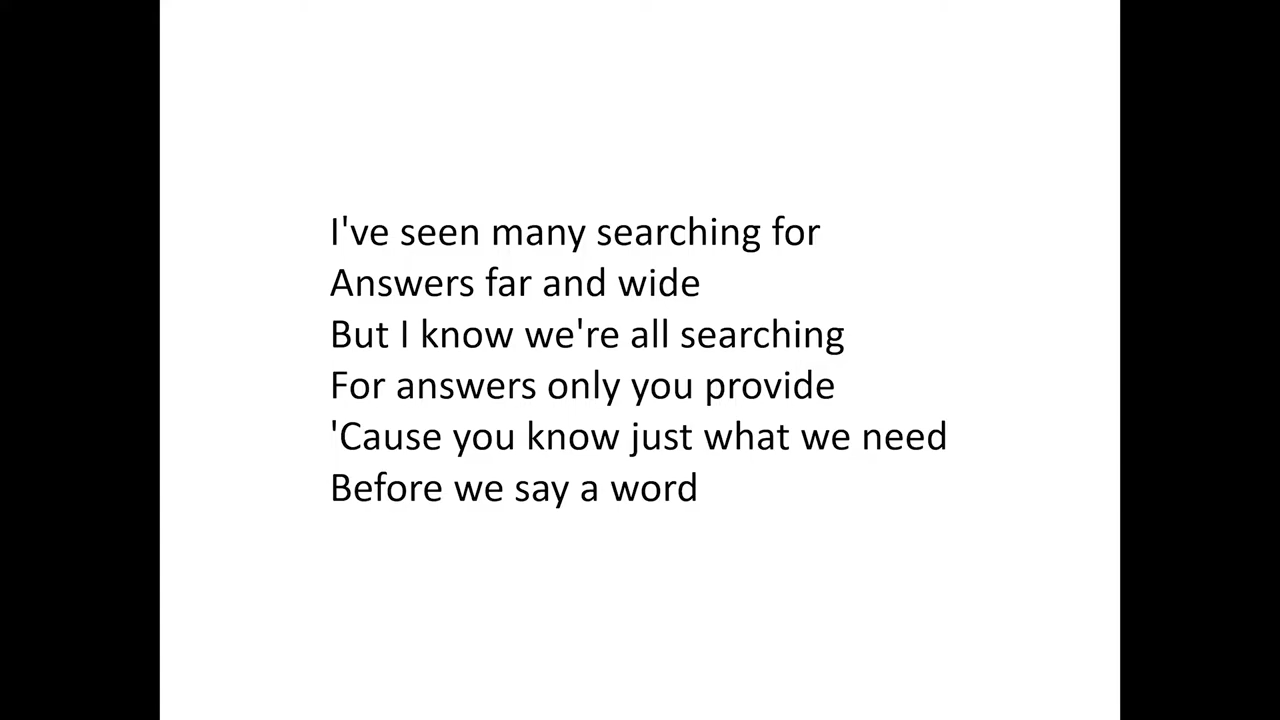 I've seen many searching for
Answers far and wide
But I know we're all searching
For answers only you provide
'Cause you know just what we need
Before we say a word